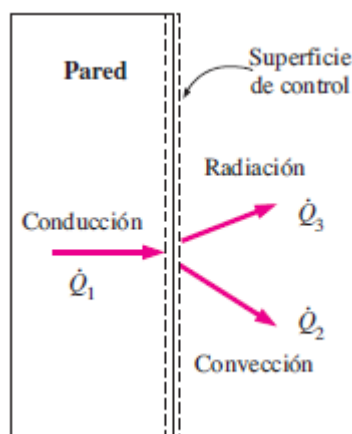 Pared
Superficie
de control
Radiación
Conducción
Q̇₃
Q̇₁
Q̇₂
Convección